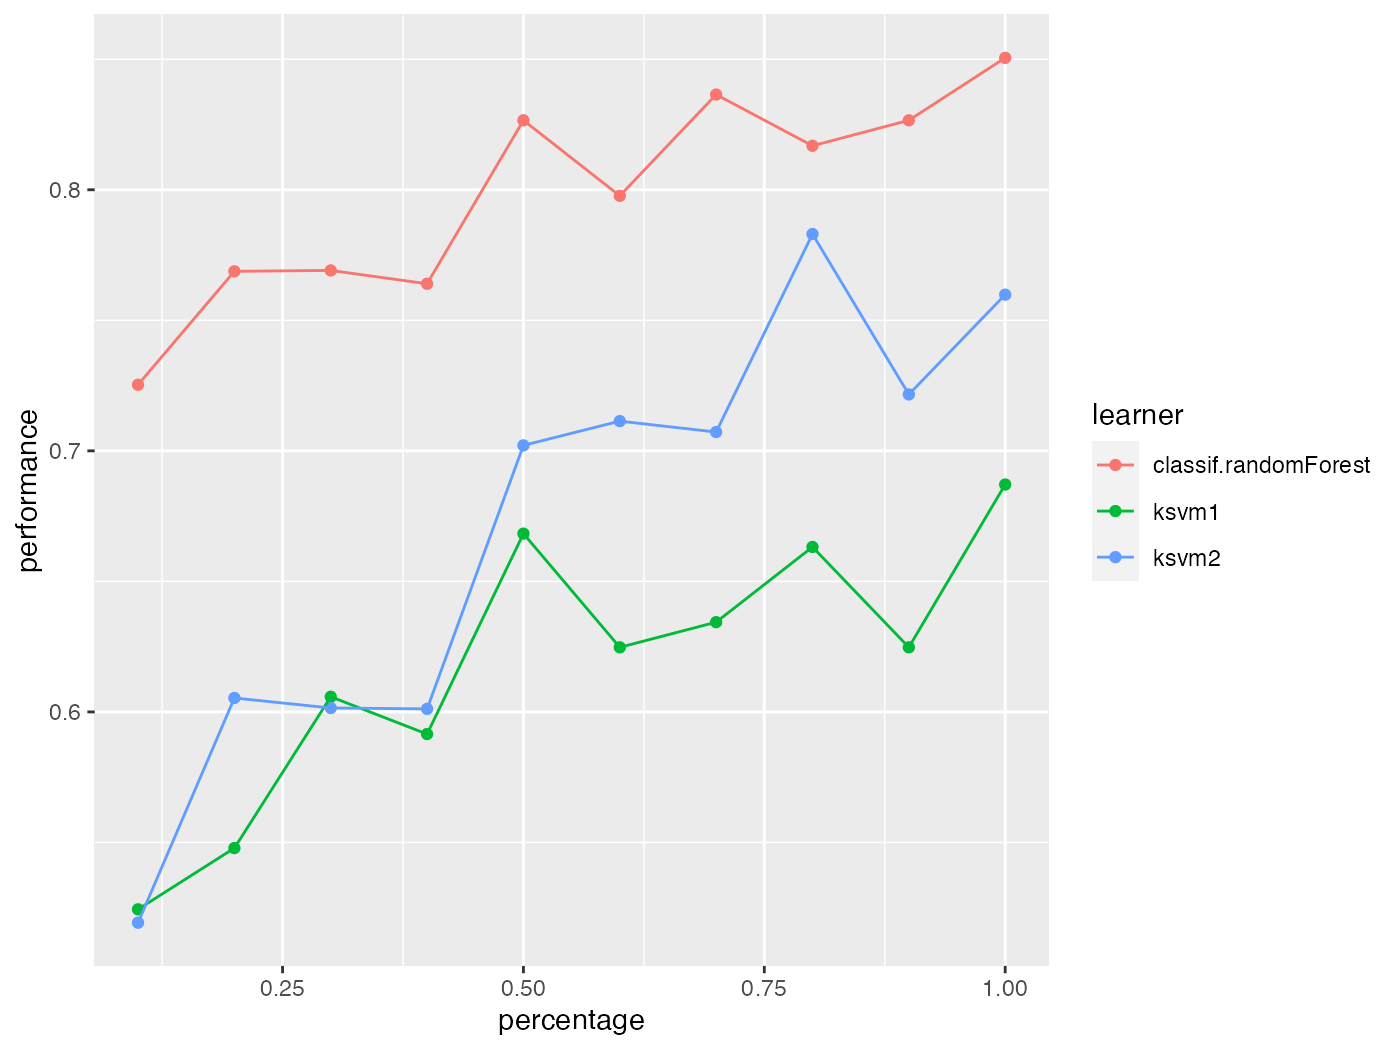 0.8
0.7
0.6
performance
0.25 0.50 0.75 1.00
percentage
learner
classif.randomForest
ksvm1
ksvm2